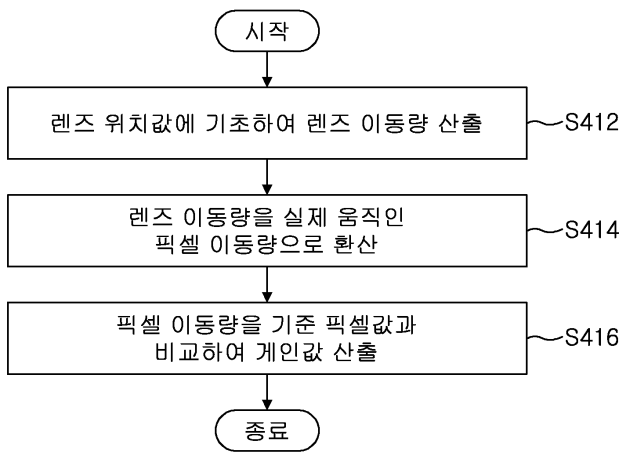 시작
렌즈 위치값에 기초하여 렌즈 이동량 산출
S412
렌즈 이동량을 실제 움직인
픽셀 이동량으로 환산
S414
픽셀 이동량을 기준 픽셀값과
비교하여 게인값 산출
S416
종료